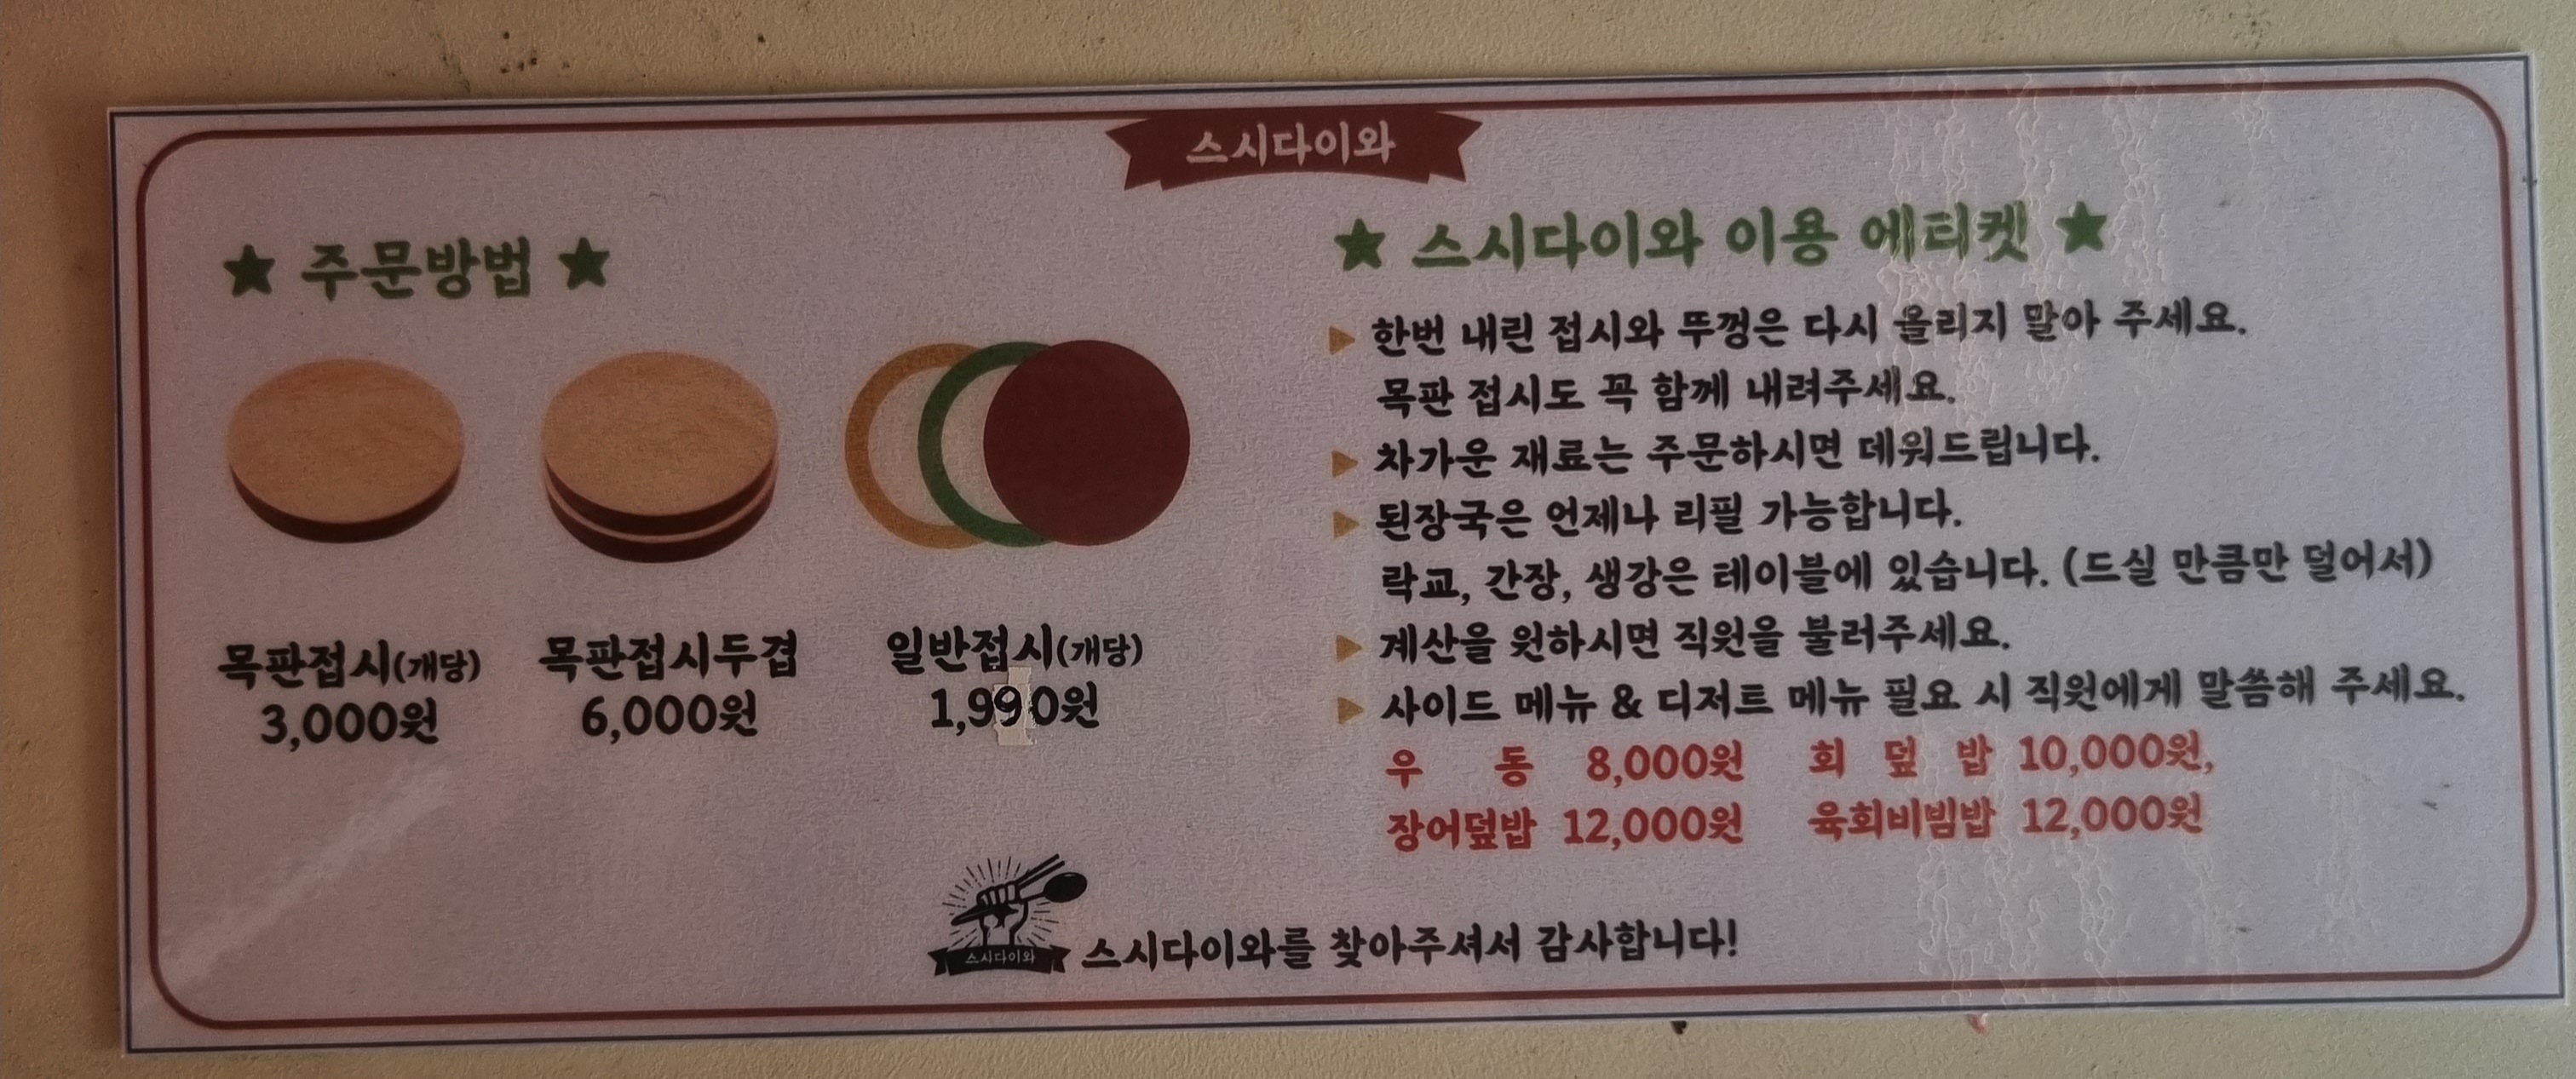 스시다이와
★ 주문방법 ★
목판접시(개당)
3,000원
목판접시두겹
6,000원
일반접시(개당)
1,990원
★ 스시다이와 이용 에티켓 ★
▶ 한번 내린 접시와 뚜껑은 다시 올리지 말아 주세요.
목판 접시도 꼭 함께 내려주세요.
▶ 차가운 재료는 주문하시면 데워드립니다.
▶ 된장국은 언제나 리필 가능합니다.
락교, 간장, 생강은 테이블에 있습니다. (드실 만큼만 덜어서)
▶ 계산을 원하시면 직원을 불러주세요.
▶ 사이드 메뉴 & 디저트 메뉴 필요 시 직원에게 말씀해 주세요.
우 동 8,000원 회 덮 밥 10,000원,
장어덮밥 12,000원 육회비빔밥 12,000원
스시다이와
스시다이와를 찾아주셔서 감사합니다!